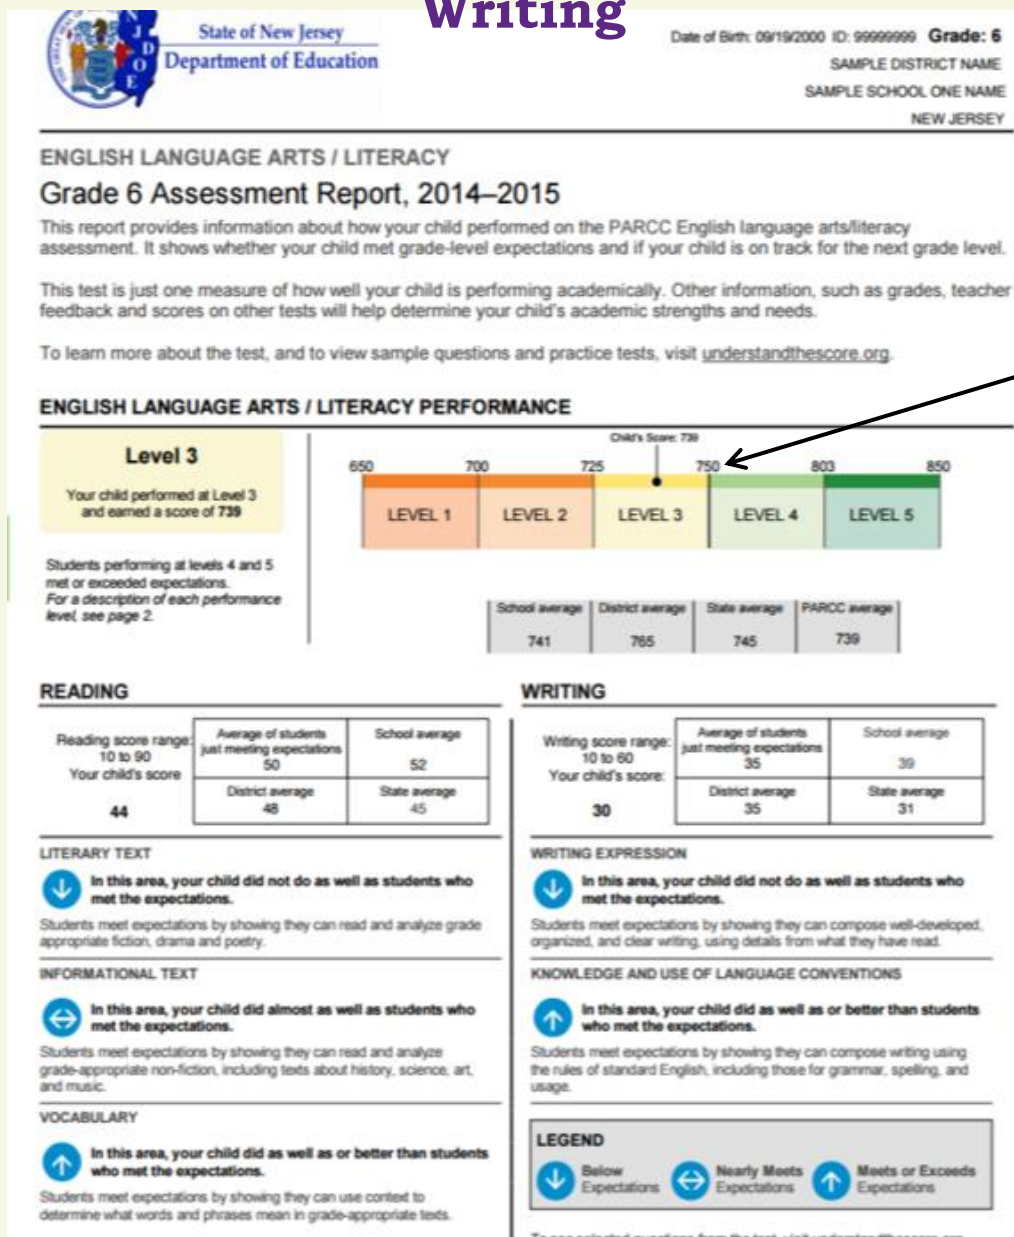 Writing
State of New Jersey
Department of Education
NJDOE
Date of Birth: 09/19/2000 ID: 99999999 Grade: 6
SAMPLE DISTRICT NAME
SAMPLE SCHOOL ONE NAME
NEW JERSEY
ENGLISH LANGUAGE ARTS / LITERACY
Grade 6 Assessment Report, 2014–2015
This report provides information about how your child performed on the PARCC English language arts/literacy
assessment. It shows whether your child met grade-level expectations and if your child is on track for the next grade level.
This test is just one measure of how well your child is performing academically. Other information, such as grades, teacher
feedback and scores on other tests will help determine your child's academic strengths and needs.
To learn more about the test, and to view sample questions and practice tests, visit understandthescore.org.
ENGLISH LANGUAGE ARTS / LITERACY PERFORMANCE
Level 3
Your child performed at Level 3
and earned a score of 739
Students performing at levels 4 and 5
met or exceeded expectations.
For a description of each performance
level, see page 2.
Child's Score: 739
650 700 725 750 803 850
LEVEL 1 LEVEL 2 LEVEL 3 LEVEL 4 LEVEL 5
School average District average State average PARCC average
741 765 745 739
READING
Reading score range:
10 to 90
Your child's score
44
Average of students
just meeting expectations
50
School average
52
District average
48
State average
45
LITERARY TEXT
In this area, your child did not do as well as students who
met the expectations.
Students meet expectations by showing they can read and analyze grade
appropriate fiction, drama and poetry.
INFORMATIONAL TEXT
In this area, your child did almost as well as students who
met the expectations.
Students meet expectations by showing they can read and analyze
grade-appropriate non-fiction, including texts about history, science, art,
and music.
VOCABULARY
In this area, your child did as well as or better than students
who met the expectations.
Students meet expectations by showing they can use context to
determine what words and phrases mean in grade-appropriate texts.
WRITING
Writing score range:
10 to 60
Your child's score:
30
Average of students
just meeting expectations
35
School average
39
District average
35
State average
31
WRITING EXPRESSION
In this area, your child did not do as well as students who
met the expectations.
Students meet expectations by showing they can compose well-developed,
organized, and clear writing, using details from what they have read.
KNOWLEDGE AND USE OF LANGUAGE CONVENTIONS
In this area, your child did as well as or better than students
who met the expectations.
Students meet expectations by showing they can compose writing using
the rules of standard English, including those for grammar, spelling, and
usage.
LEGEND
Below
Expectations
Nearly Meets
Expectations
Meets or Exceeds
Expectations